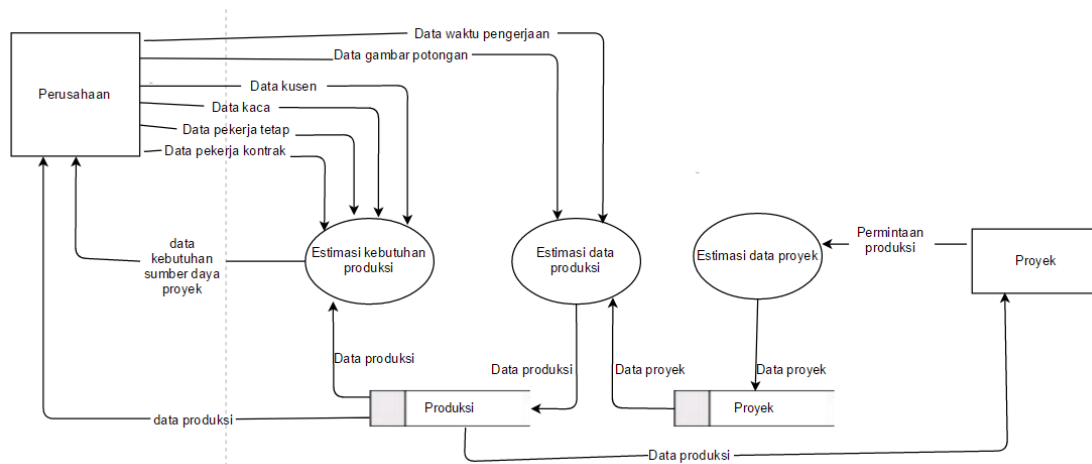 Data waktu pengerjaan
Data gambar potongan
Perusahaan
Data kusen
Data kaca
Data pekerja tetap
Data pekerja kontrak
data
kebutuhan
sumber daya
proyek
Estimasi kebutuhan
produksi
Estimasi data
produksi
Estimasi data proyek
Permintaan
produksi
Proyek
Data produksi
Data produksi
Data proyek
Data proyek
data produksi
Produksi
Proyek
Data produksi